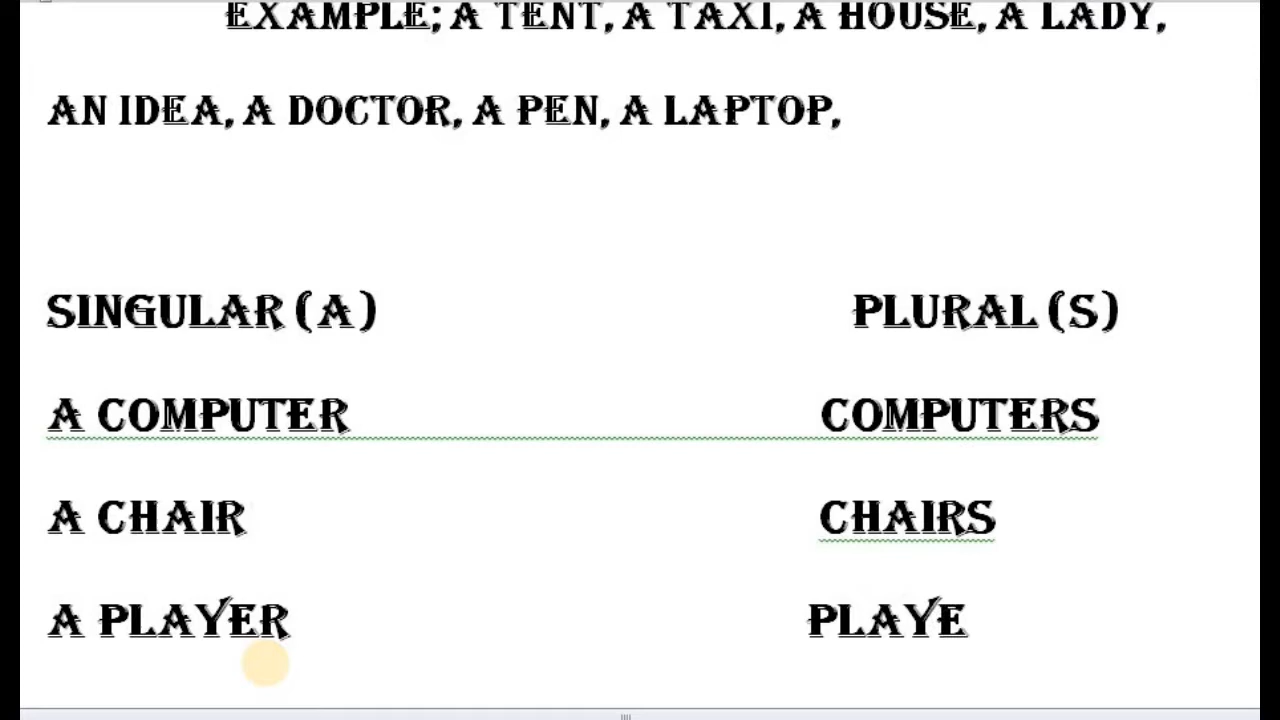 EXAMPLE; A TENT, A TAXI, A HOUSE, A LADY,
AN IDEA, A DOCTOR, A PEN, A LAPTOP,
SINGULAR (A) PLURAL (S)
A COMPUTER COMPUTERS
A CHAIR CHAIRS
A PLAYER PLAYE